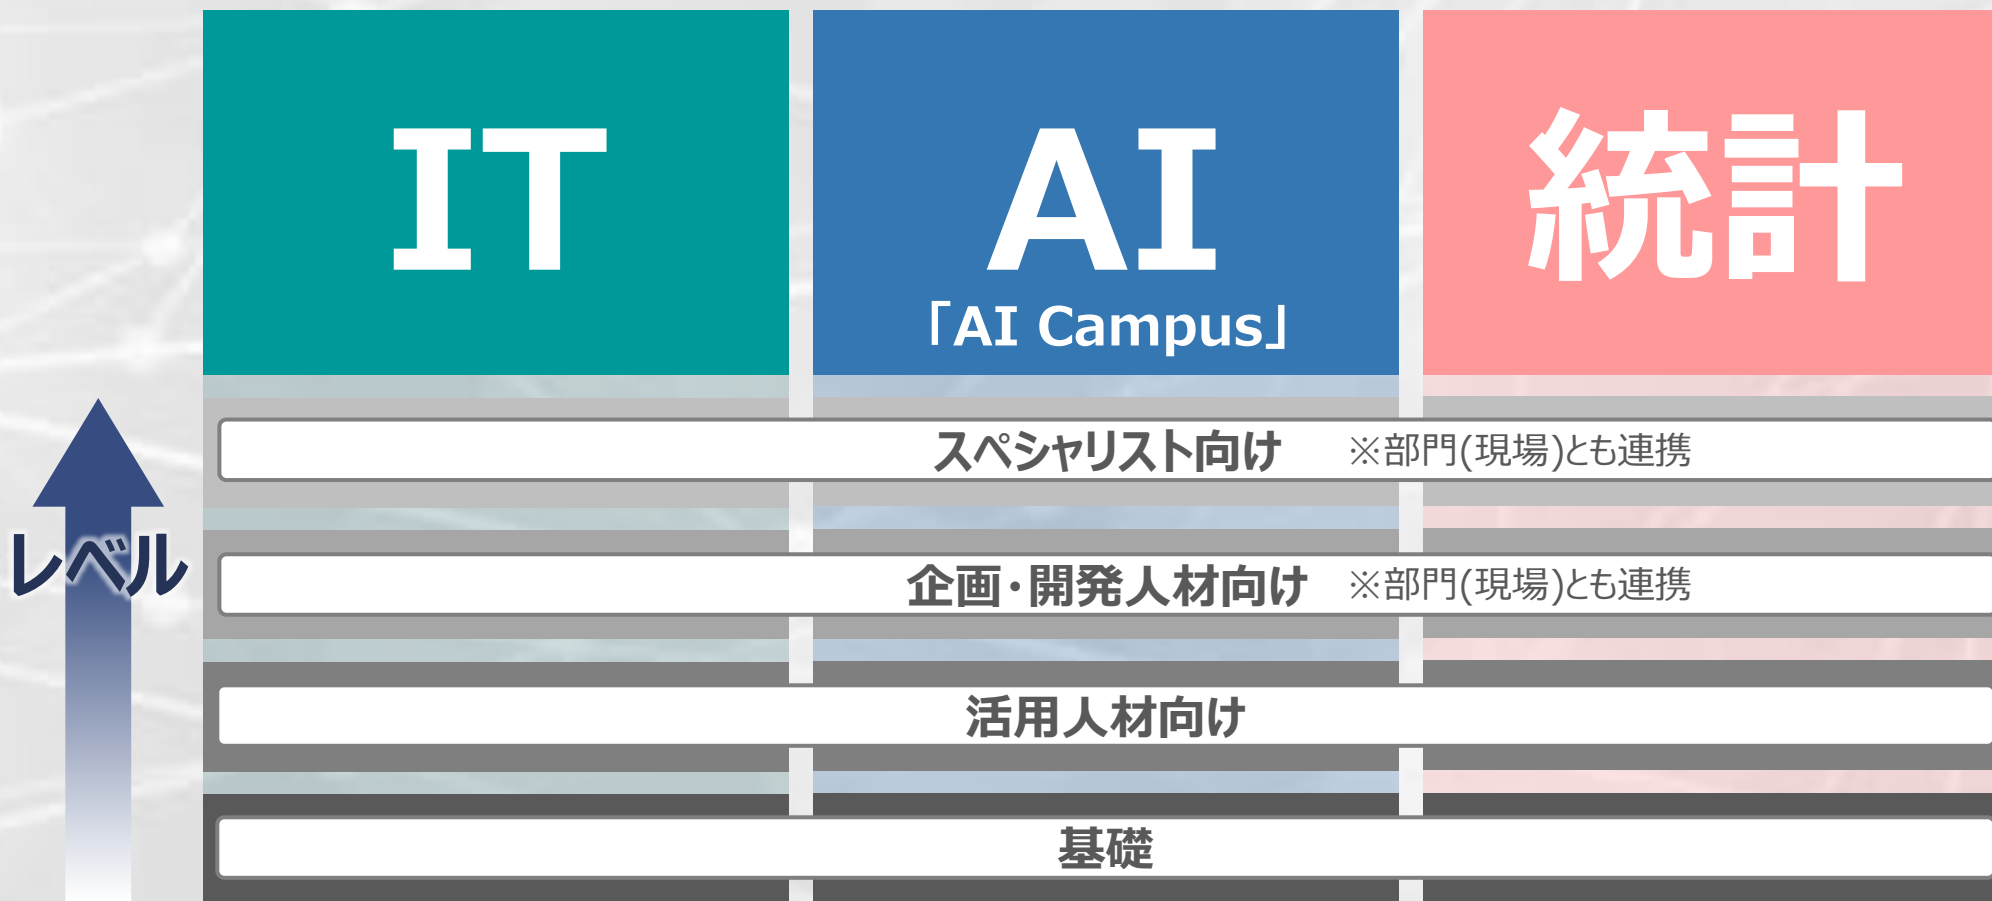 IT
AI
「AI Campus」
統計
レベル
スペシャリスト向け ※部門(現場)とも連携
企画・開発人材向け ※部門(現場)とも連携
活用人材向け
基礎